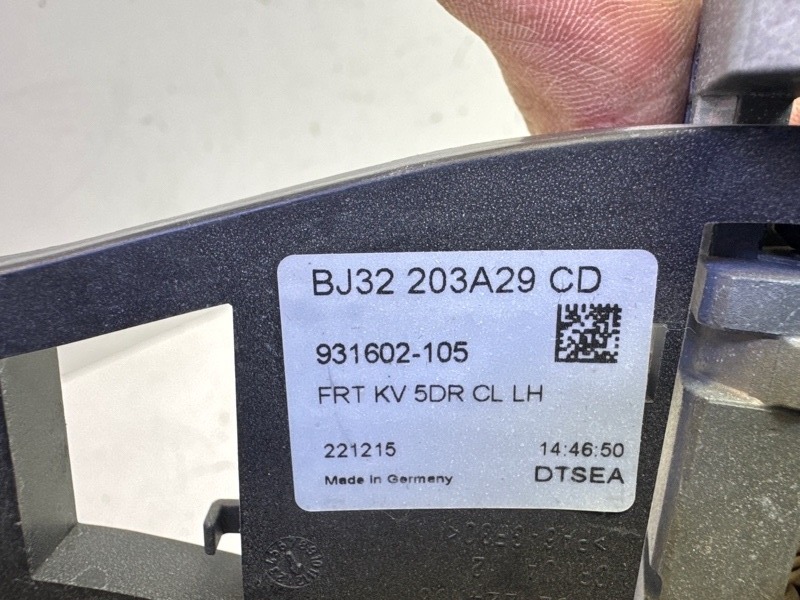 BJ32 203A29 CD
931602-105
FRT KV 5DR CL LH
221215 14:46:50
Made in Germany DTSEA